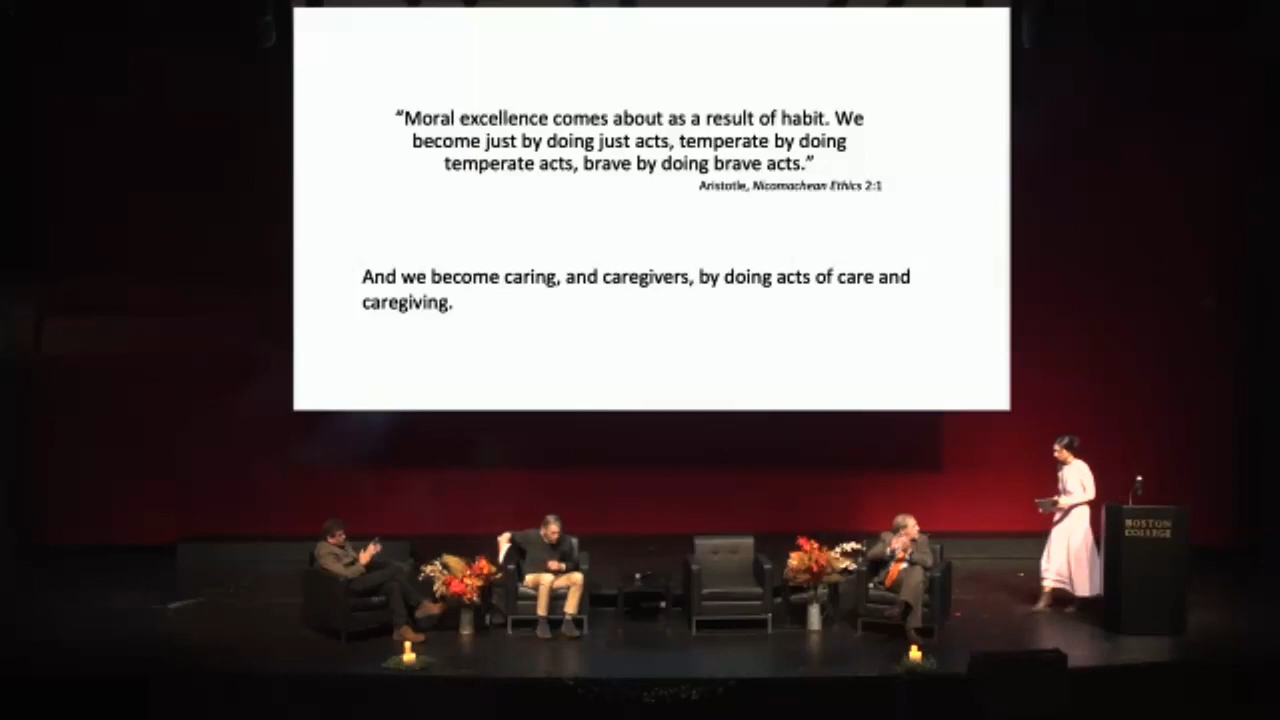 “Moral excellence comes about as a result of habit. We
become just by doing just acts, temperate by doing
temperate acts, brave by doing brave acts.”
Aristotle, Nicomachean Ethics 2:1
And we become caring, and caregivers, by doing acts of care and
caregiving.
BOSTON
COLLEGE